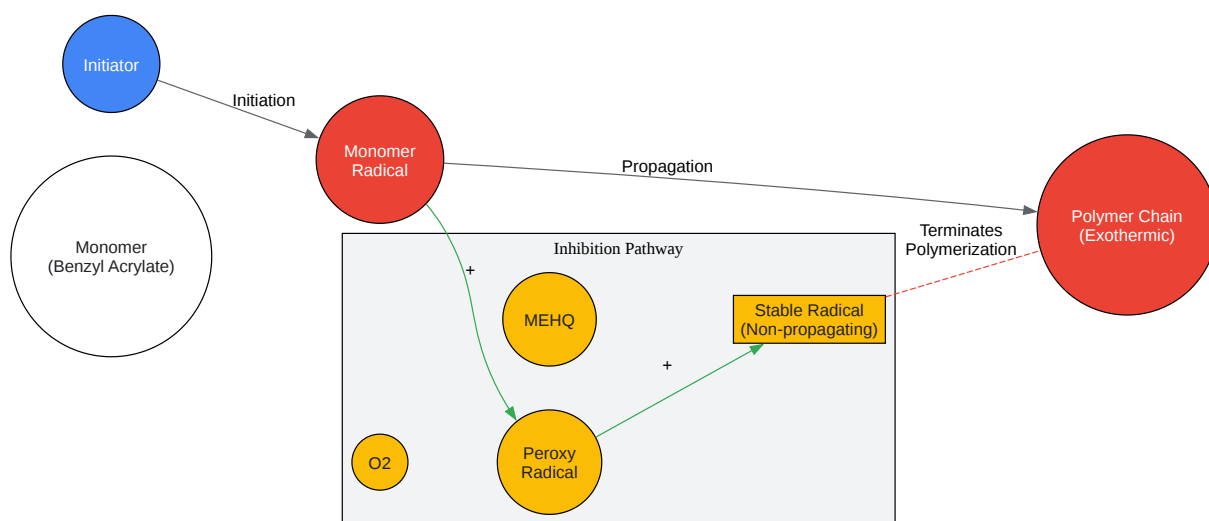 Initiator
Initiation
Monomer
Radical
Propagation
Monomer
(Benzyl Acrylate)
Polymer Chain
(Exothermic)
Terminates
Polymerization
Inhibition Pathway
+
MEHQ
Stable Radical
(Non-propagating)
+
O2
Peroxy
Radical